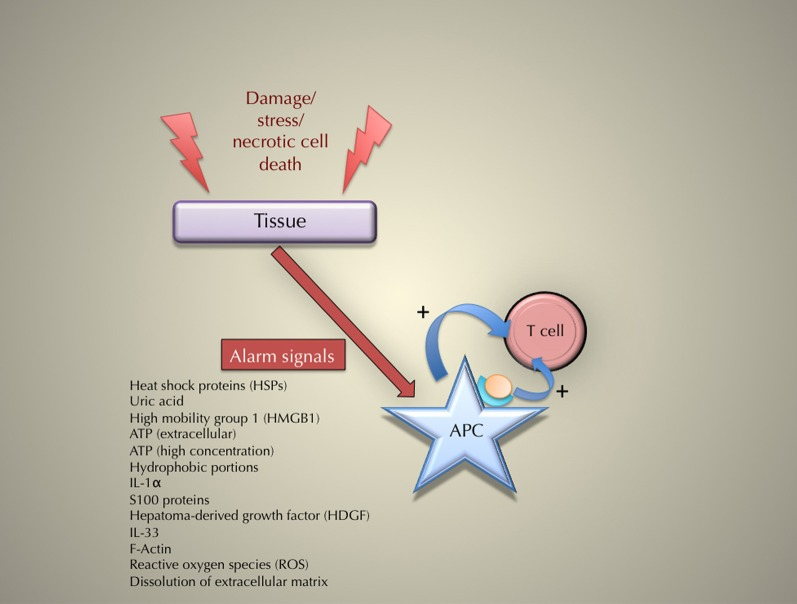 Damage/
stress/
necrotic cell
death
Tissue
+
T cell
Alarm signals
+
APC
Heat shock proteins (HSPs)
Uric acid
High mobility group 1 (HMGB1)
ATP (extracellular)
ATP (high concentration)
Hydrophobic portions
IL-1α
S100 proteins
Hepatoma-derived growth factor (HDGF)
IL-33
F-Actin
Reactive oxygen species (ROS)
Dissolution of extracellular matrix